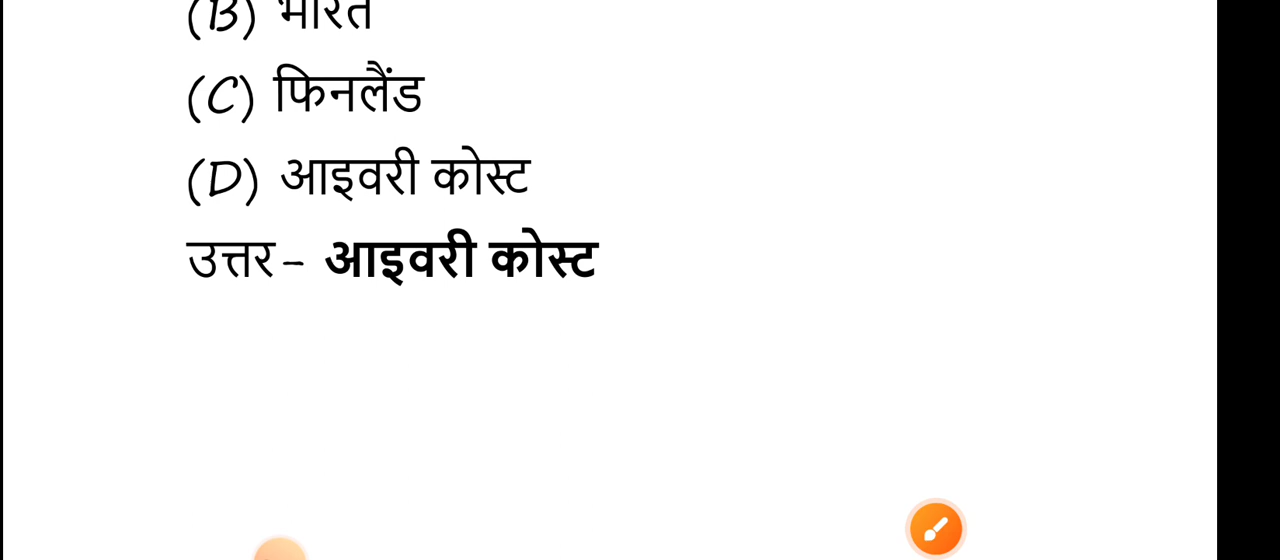 (B) भारत
(C) फिनलैंड
(D) आइवरी कोस्ट
उत्तर- आइवरी कोस्ट